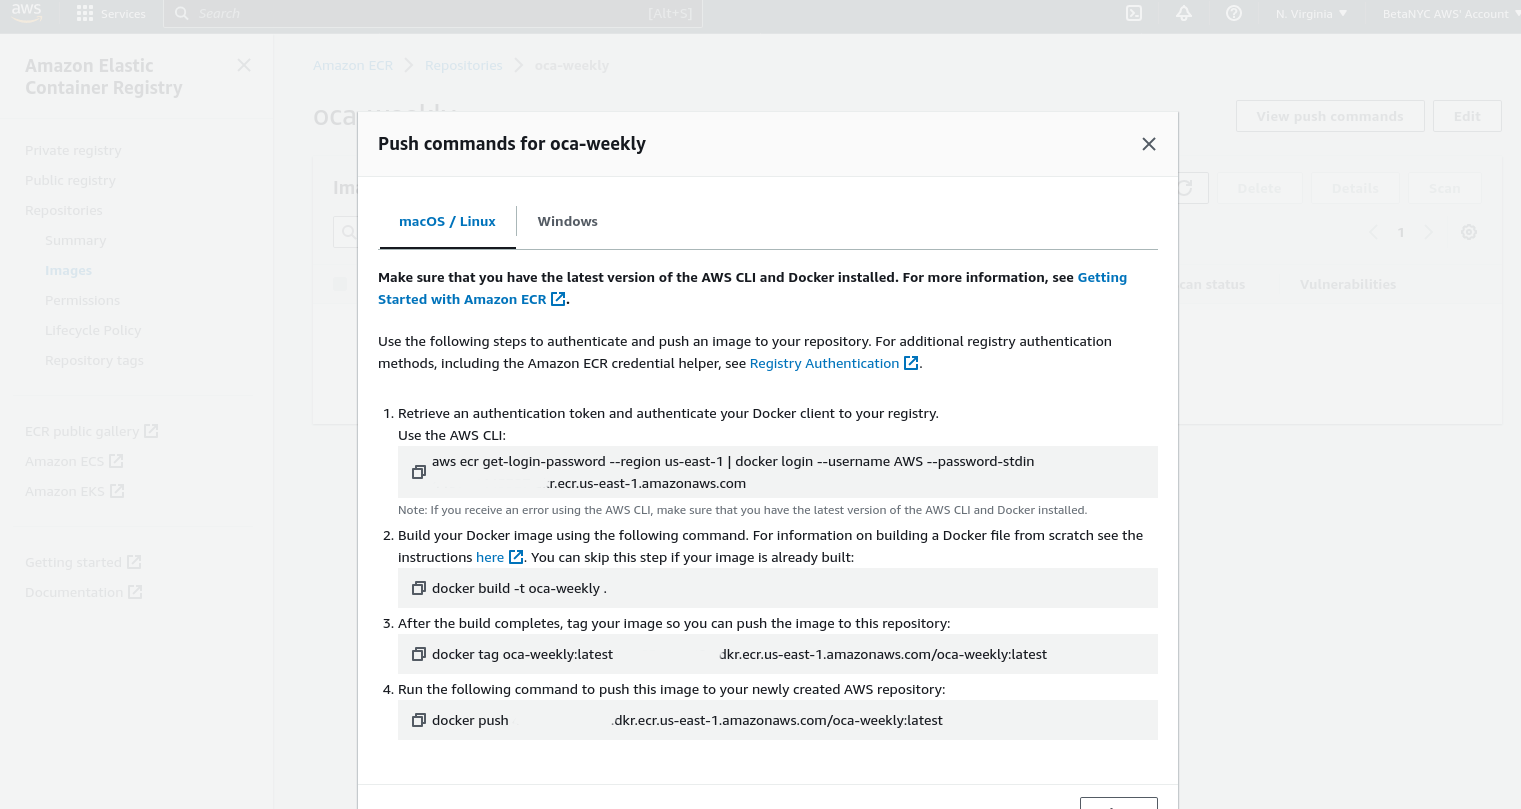 aws
Services
Search
[Alt+S]
N. Virginia
BetaNYC AWS' Account
Amazon Elastic
Container Registry
Private registry
Public registry
Repositories
Summary
Images
Permissions
Lifecycle Policy
Repository tags
ECR public gallery
Amazon ECS
Amazon EKS
Getting started
Documentation
Amazon ECR
Repositories
oca-weekly
View push commands
Edit
Delete
Details
Scan
1
Vulnerabilities
Push commands for oca-weekly
macOS / Linux
Windows
Make sure that you have the latest version of the AWS CLI and Docker installed. For more information, see Getting
Started with Amazon ECR.
Use the following steps to authenticate and push an image to your repository. For additional registry authentication
methods, including the Amazon ECR credential helper, see Registry Authentication.
1. Retrieve an authentication token and authenticate your Docker client to your registry.
Use the AWS CLI:
aws ecr get-login-password --region us-east-1 | docker login --username AWS --password-stdin
.r.ecr.us-east-1.amazonaws.com
Note: If you receive an error using the AWS CLI, make sure that you have the latest version of the AWS CLI and Docker installed.
2. Build your Docker image using the following command. For information on building a Docker file from scratch see the
instructions here. You can skip this step if your image is already built:
docker build -t oca-weekly .
3. After the build completes, tag your image so you can push the image to this repository:
docker tag oca-weekly:latest dkr.ecr.us-east-1.amazonaws.com/oca-weekly:latest
4. Run the following command to push this image to your newly created AWS repository:
docker push .dkr.ecr.us-east-1.amazonaws.com/oca-weekly:latest